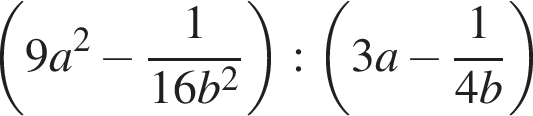 (9a² − 1/(16b²)) : (3a − 1/(4b))